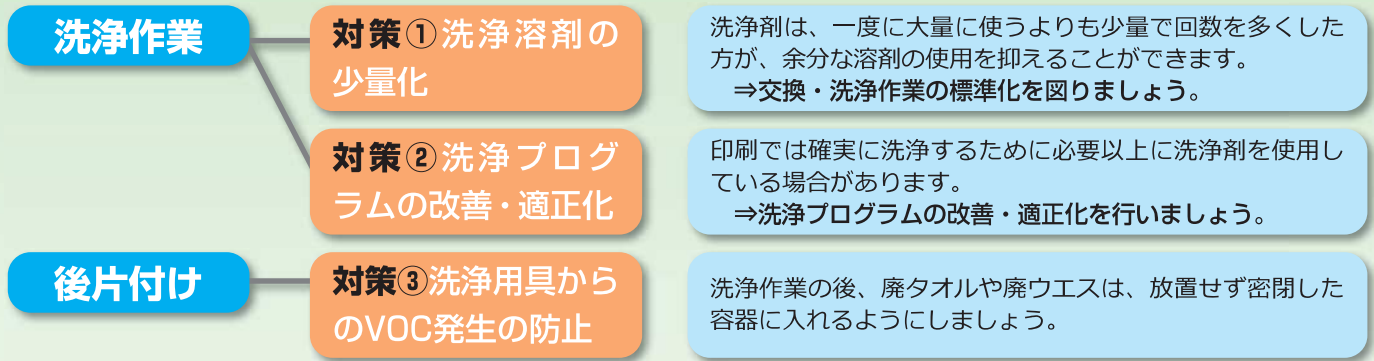 洗浄作業
対策①洗浄溶剤の
少量化
洗浄剤は、一度に大量に使うよりも少量で回数を多くした
方が、余分な溶剤の使用を抑えることができます。
⇒交換・洗浄作業の標準化を図りましょう。
対策②洗浄プログ
ラムの改善・適正化
印刷では確実に洗浄するために必要以上に洗浄剤を使用し
ている場合があります。
⇒洗浄プログラムの改善・適正化を行いましょう。
後片付け
対策③洗浄用具から
のVOC発生の防止
洗浄作業の後、廃タオルや廃ウエスは、放置せず密閉した
容器に入れるようにしましょう。